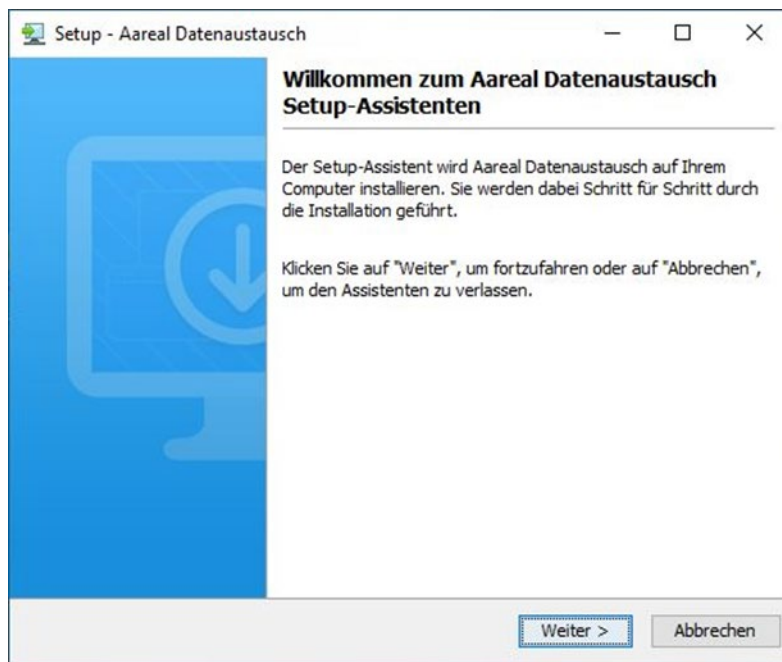 Setup - Aareal Datenaustausch
Willkommen zum Aareal Datenaustausch
Setup-Assistenten
Der Setup-Assistent wird Aareal Datenaustausch auf Ihrem
Computer installieren. Sie werden dabei Schritt für Schritt durch
die Installation geführt.
Klicken Sie auf "Weiter", um fortzufahren oder auf "Abbrechen",
um den Assistenten zu verlassen.
Weiter > Abbrechen